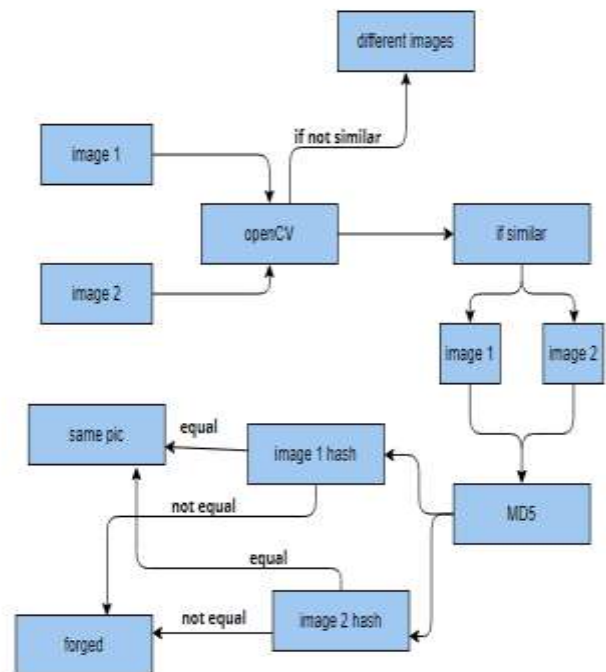 different images
if not similar
image 1
openCV
if similar
image 2
image 1
image 2
same pic
equal
image 1 hash
MD5
not equal
equal
not equal
image 2 hash
forged